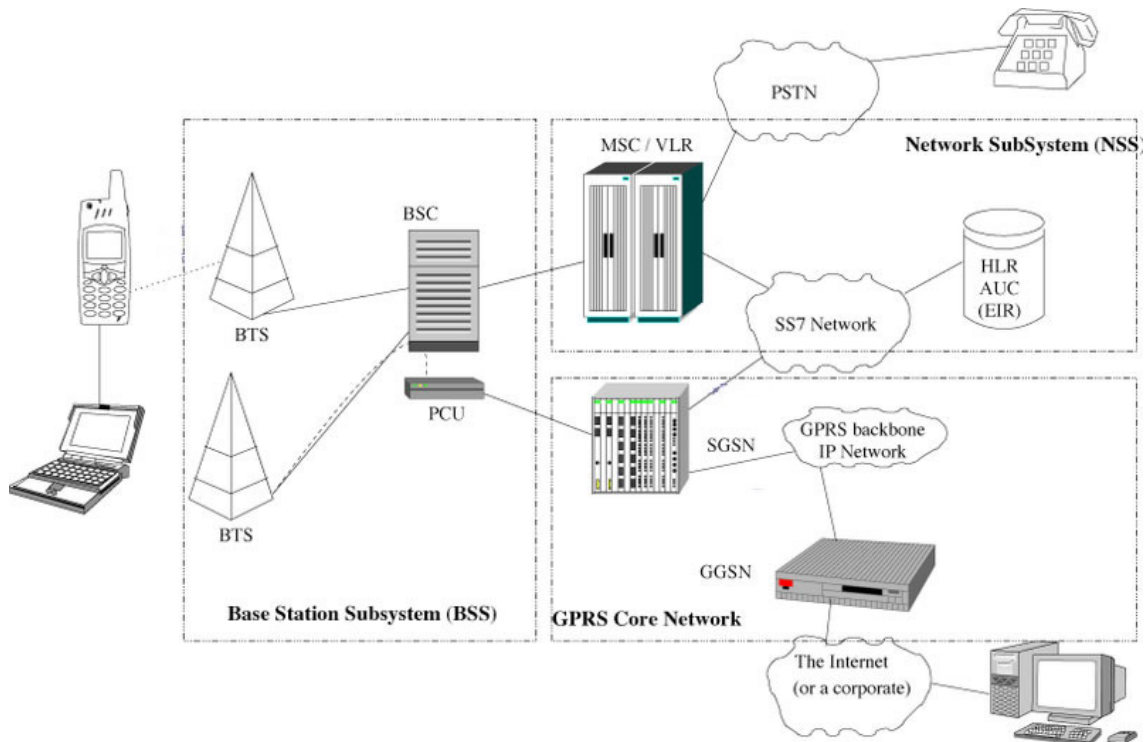 PSTN
MSC / VLR
Network SubSystem (NSS)
BSC
HLR
AUC
(EIR)
BTS
SS7 Network
PCU
SGSN
GPRS backbone
IP Network
BTS
GGSN
Base Station Subsystem (BSS)
GPRS Core Network
The Internet
(or a corporate)